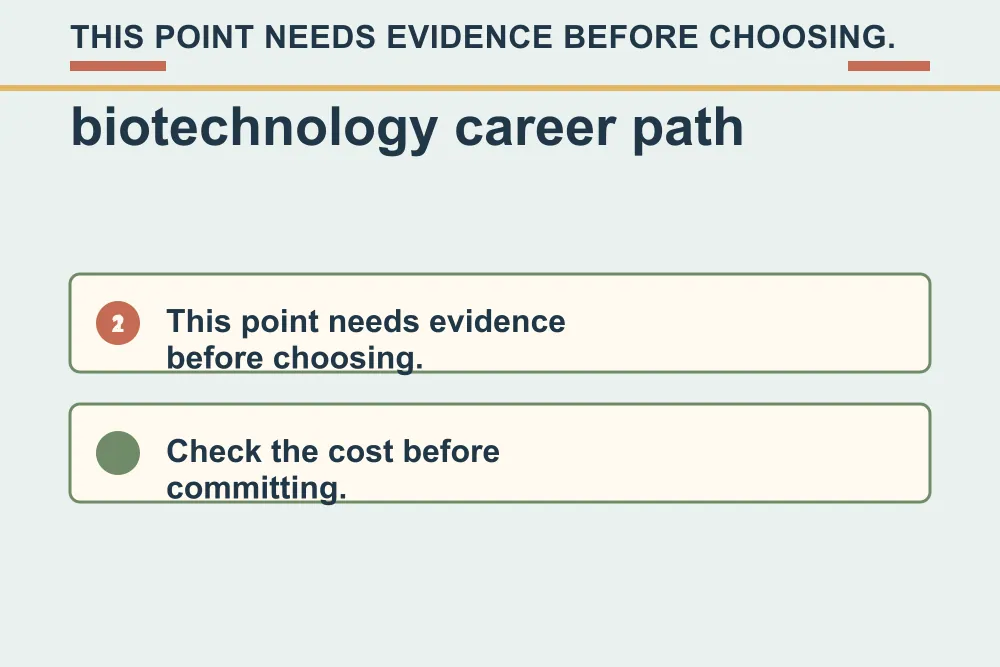 THIS POINT NEEDS EVIDENCE BEFORE CHOOSING.
biotechnology career path
2
This point needs evidence
before choosing.
Check the cost before
committing.